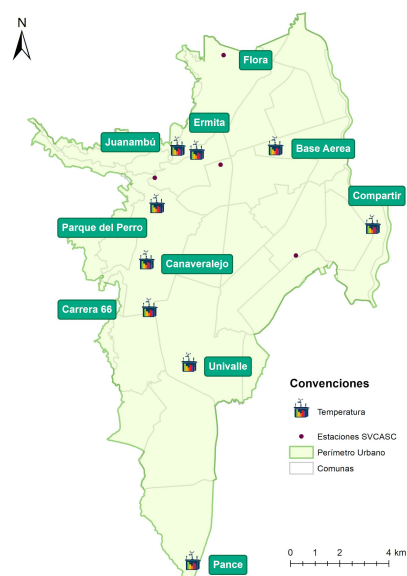 N
Flora
Ermita
Juanambú
Base Aerea
Compartir
Parque del Perro
Canaveralejo
Carrera 66
Univalle
Convenciones
Temperatura
Estaciones SVCASC
Perímetro Urbano
Comunas
Pance
0 1 2 4 km